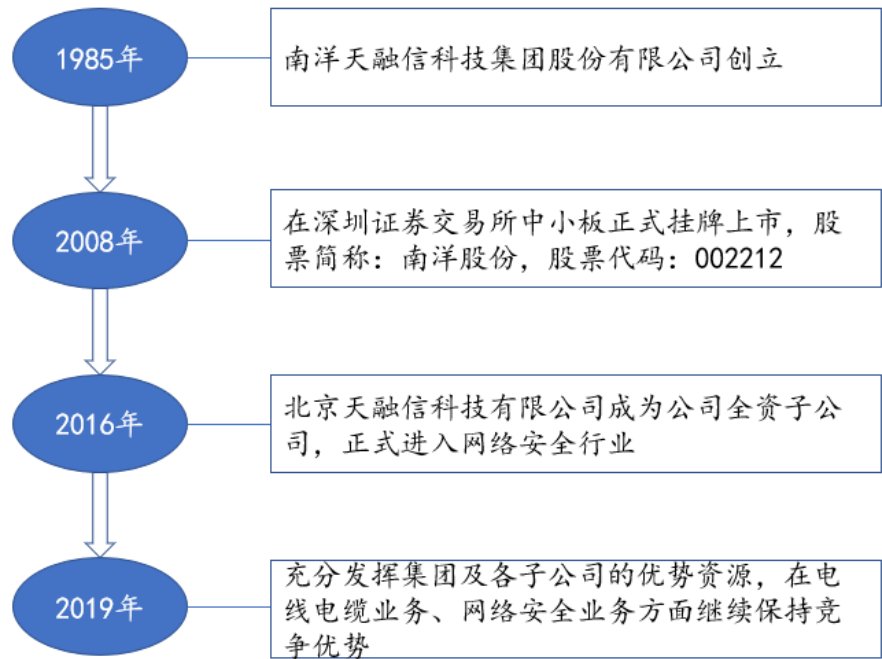 1985年
南洋天融信科技集团股份有限公司创立
2008年
在深圳证券交易所中小板正式挂牌上市，股
票简称：南洋股份，股票代码：002212
2016年
北京天融信科技有限公司成为公司全资子公
司，正式进入网络安全行业
2019年
充分发挥集团及各子公司的优势资源，在电
线电缆业务、网络安全业务方面继续保持竞
争优势